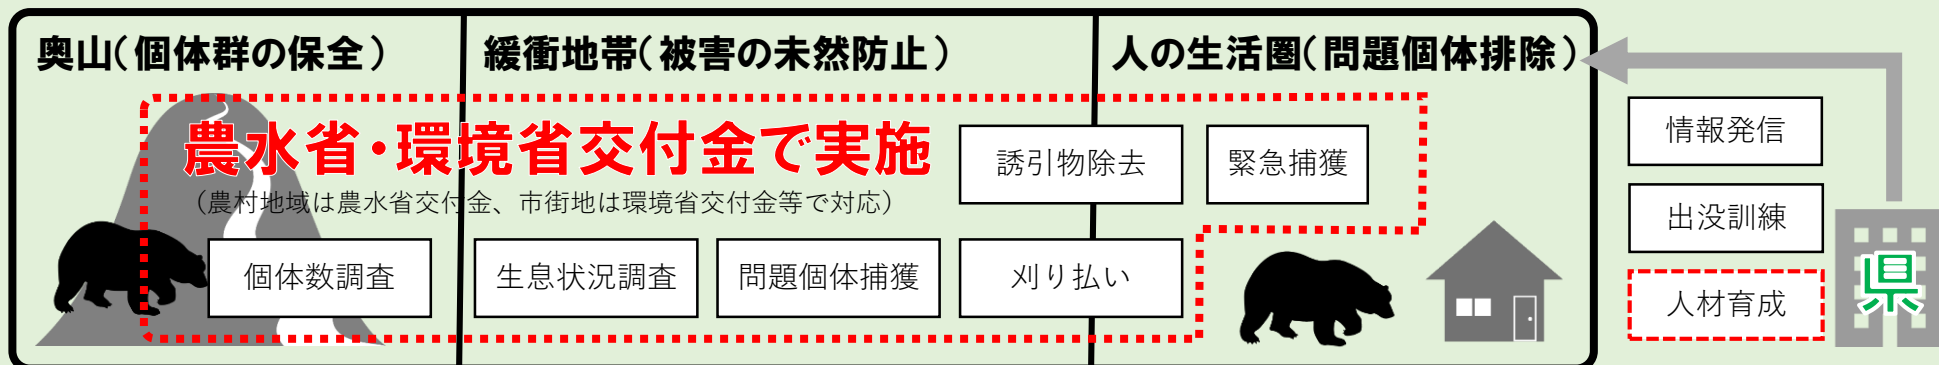 奥山(個体群の保全)
緩衝地帯(被害の未然防止)
人の生活圏(問題個体排除)
農水省・環境省交付金で実施
(農村地域は農水省交付金、市街地は環境省交付金等で対応)
誘引物除去
緊急捕獲
個体数調査
生息状況調査
問題個体捕獲
刈り払い
情報発信
出没訓練
人材育成
県